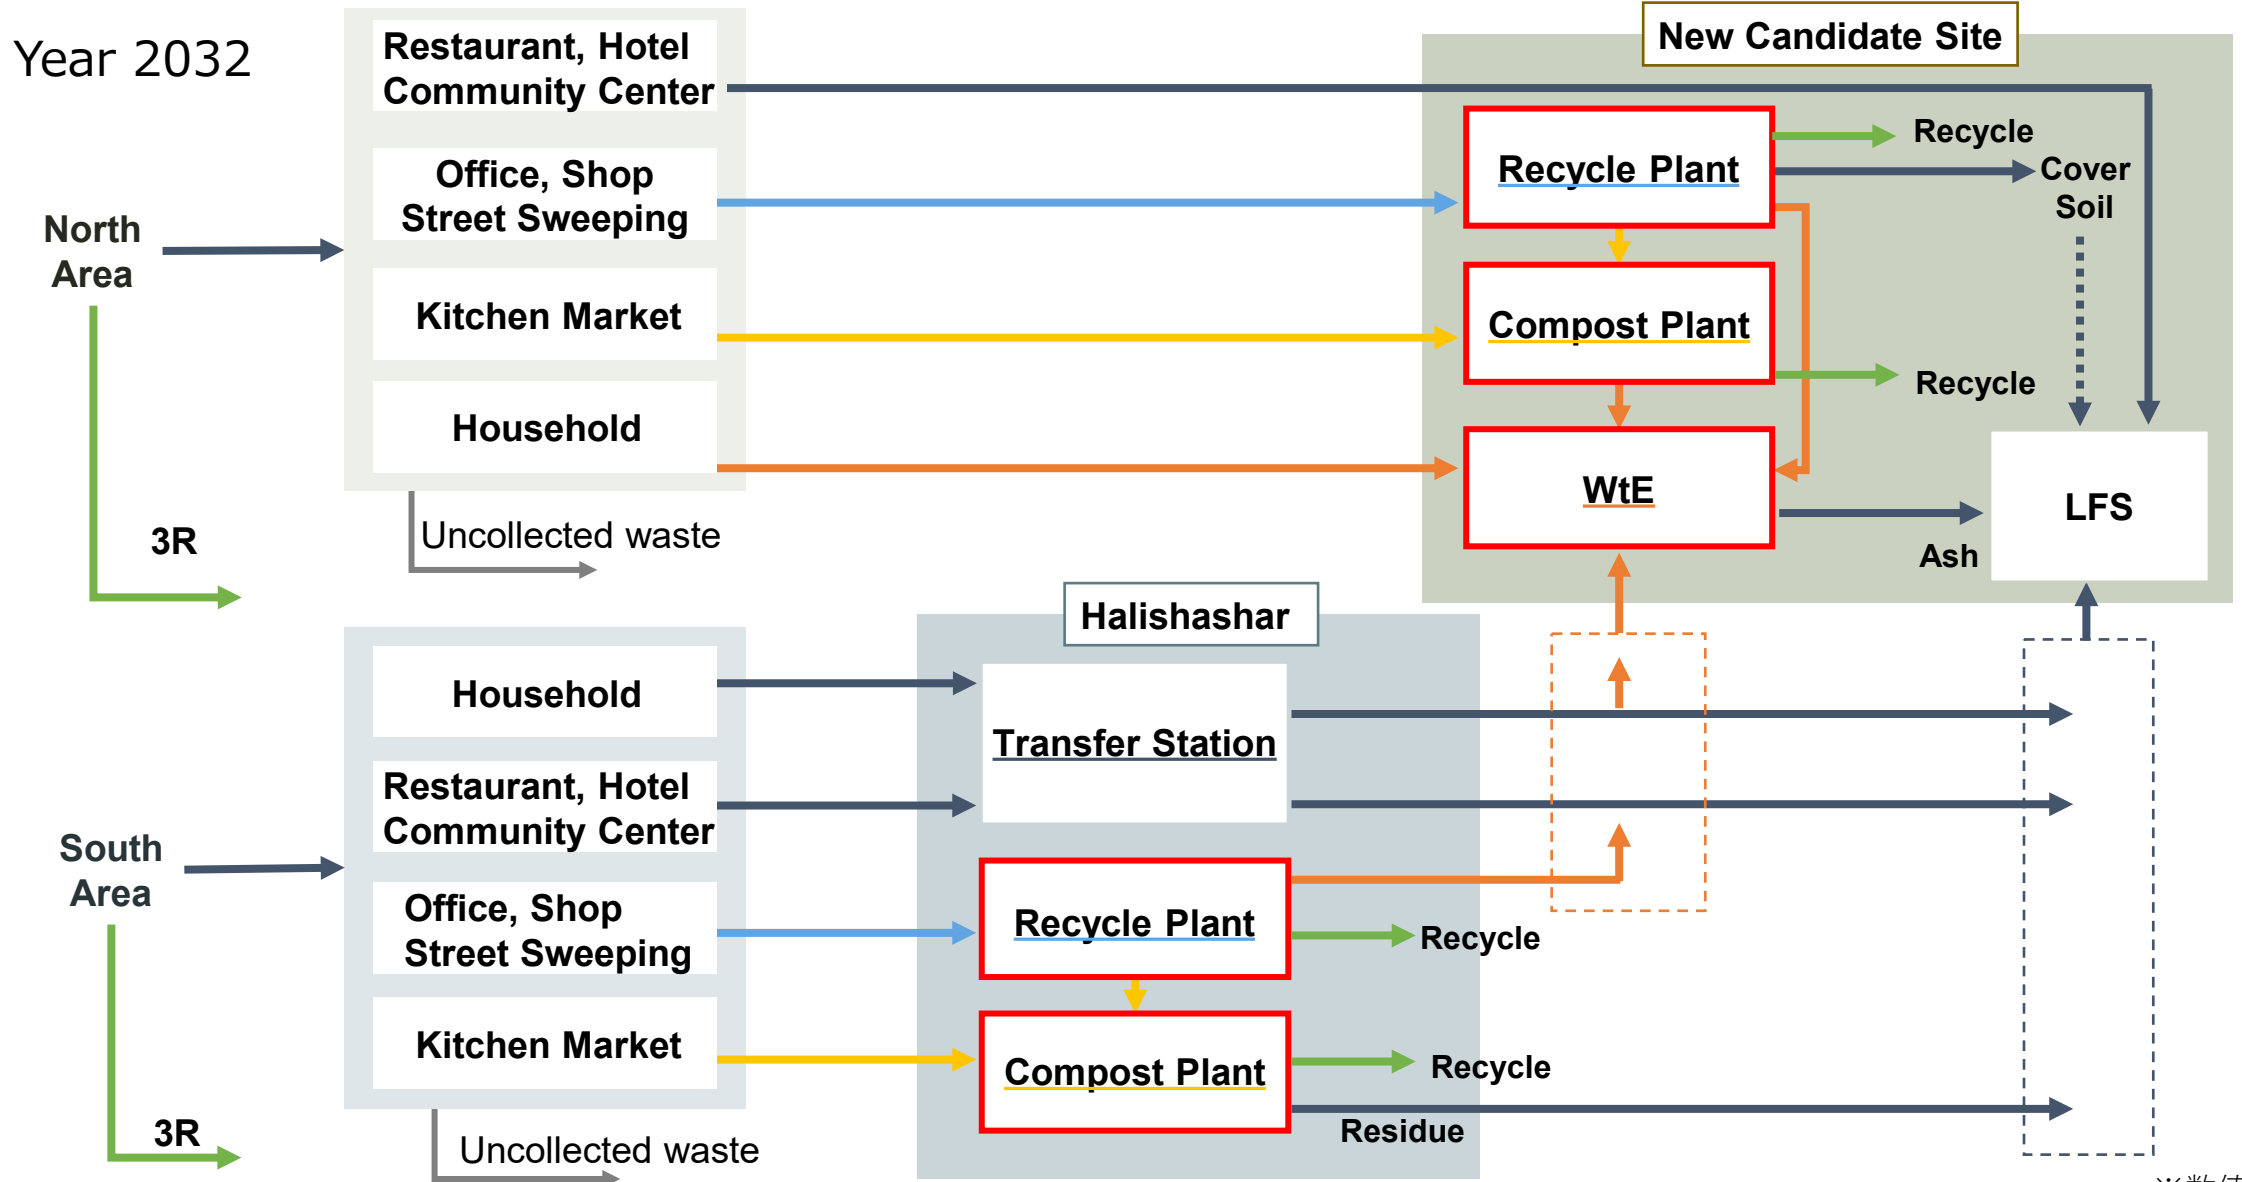 Year 2032
Restaurant, Hotel
Community Center
Office, Shop
Street Sweeping
Kitchen Market
Household
North
Area
3R
Uncollected waste
New Candidate Site
Recycle Plant
Recycle
Cover
Soil
Compost Plant
Recycle
WtE
Ash
LFS
Halishashar
Household
Restaurant, Hotel
Community Center
Office, Shop
Street Sweeping
Kitchen Market
South
Area
3R
Uncollected waste
Transfer Station
Recycle Plant
Recycle
Compost Plant
Recycle
Residue